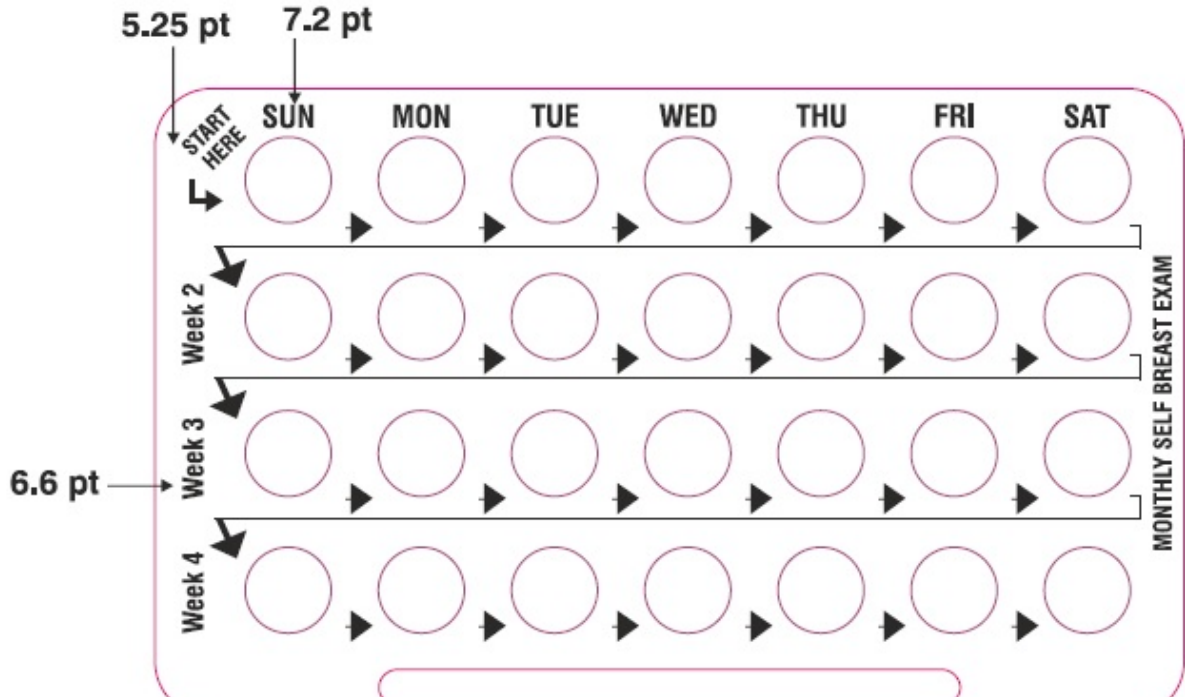 5.25 pt
7.2 pt
START
HERE
SUN MON TUE WED THU FRI SAT
Week 2
Week 3
6.6 pt
Week 4
MONTHLY SELF BREAST EXAM